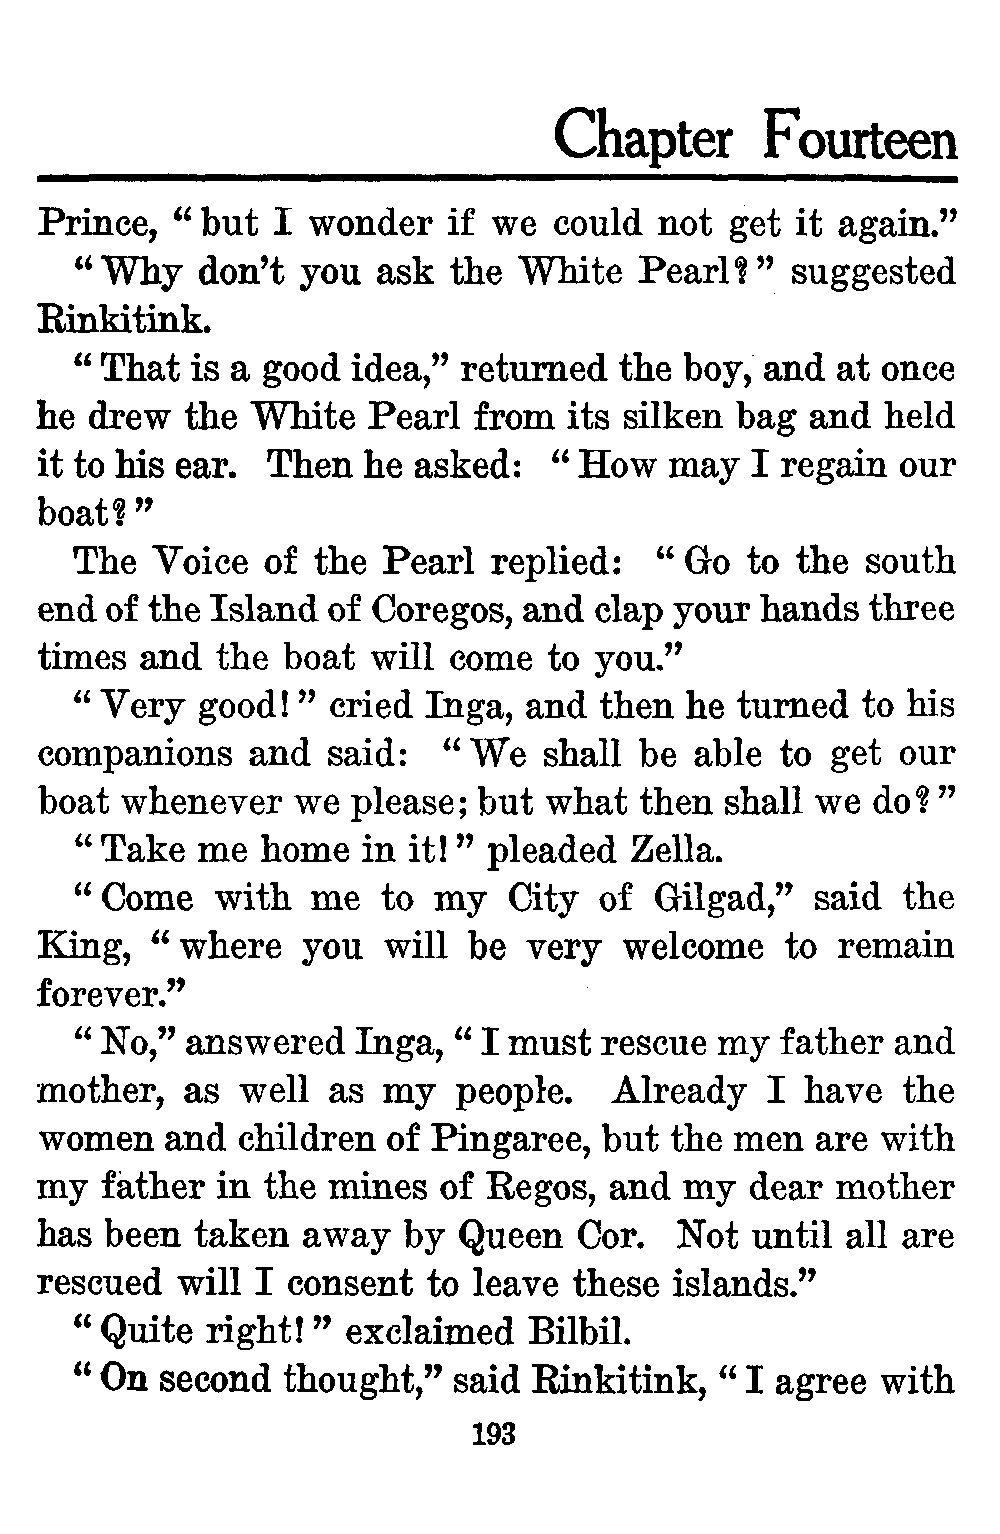 Chapter Fourteen
Prince, “but I wonder if we could not get it again.”
“Why don’t you ask the White Pearl?” suggested
Rinkitink.
“That is a good idea,” returned the boy, and at once
he drew the White Pearl from its silken bag and held
it to his ear. Then he asked: “How may I regain our
boat?”
The Voice of the Pearl replied: “Go to the south
end of the Island of Coregos, and clap your hands three
times and the boat will come to you.”
“Very good!” cried Inga, and then he turned to his
companions and said: “We shall be able to get our
boat whenever we please; but what then shall we do?”
“Take me home in it!” pleaded Zella.
“Come with me to my City of Gilgad,” said the
King, “where you will be very welcome to remain
forever.”
“No,” answered Inga, “I must rescue my father and
mother, as well as my people. Already I have the
women and children of Pingaree, but the men are with
my father in the mines of Regos, and my dear mother
has been taken away by Queen Cor. Not until all are
rescued will I consent to leave these islands.”
“Quite right!” exclaimed Bilbil.
“On second thought,” said Rinkitink, “I agree with
193